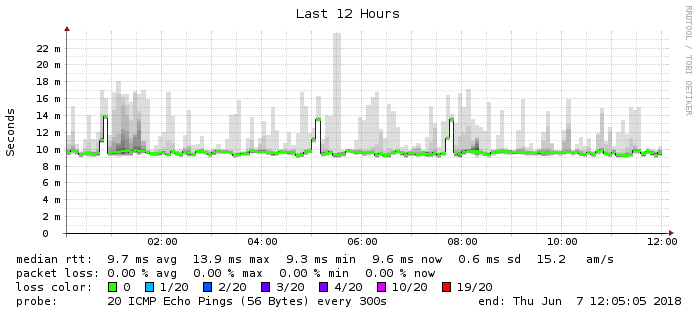 Last 12 Hours
RRDTOOL / TOBI OETIKER
Seconds
22 m
20 m
18 m
16 m
14 m
12 m
10 m
8 m
6 m
4 m
2 m
0
02:00 04:00 06:00 08:00 10:00 12:00
median rtt: 9.7 ms avg 13.9 ms max 9.3 ms min 9.6 ms now 0.6 ms sd 15.2 am/s
packet loss: 0.00 % avg 0.00 % max 0.00 % min 0.00 % now
loss color: 0 1/20 2/20 3/20 4/20 10/20 19/20
probe: 20 ICMP Echo Pings (56 Bytes) every 300s end: Thu Jun 7 12:05:05 2018